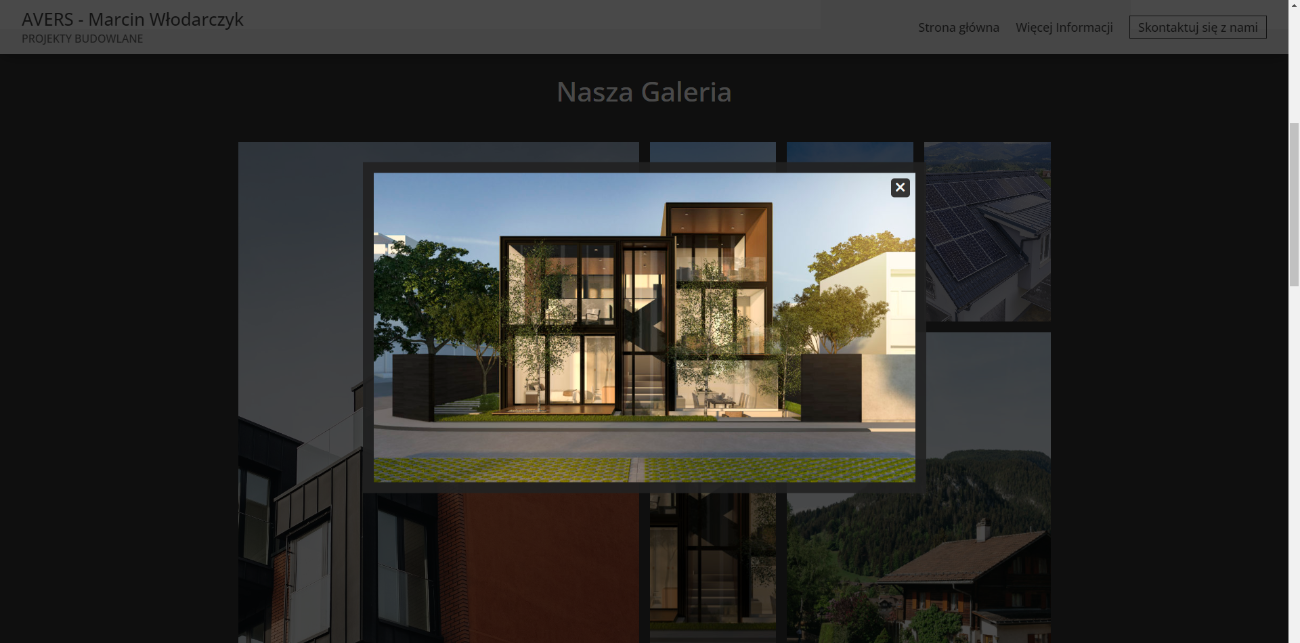 AVERS - Marcin Włodarczyk
PROJEKTY BUDOWLANE
Strona główna
Więcej Informacji
Skontaktuj się z nami
Nasza Galeria